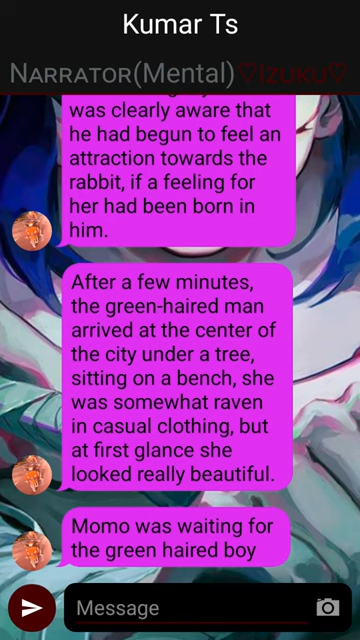 Kumar Ts
Narrator(Mental)♡Izuku♡
was clearly aware that
he had begun to feel an
attraction towards the
rabbit, if a feeling for
her had been born in
him.
After a few minutes,
the green-haired man
arrived at the center of
the city under a tree,
sitting on a bench, she
was somewhat raven
in casual clothing, but
at first glance she
looked really beautiful.
Momo was waiting for
the green haired boy
Message